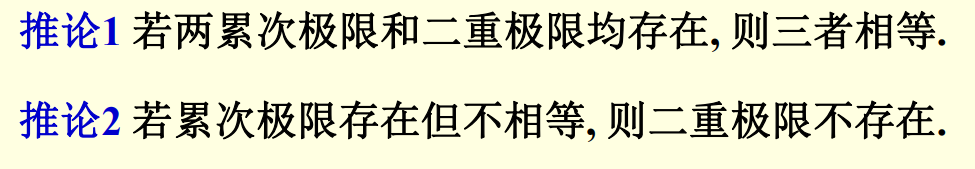 推论1 若两累次极限和二重极限均存在, 则三者相等.
推论2 若累次极限存在但不相等, 则二重极限不存在.